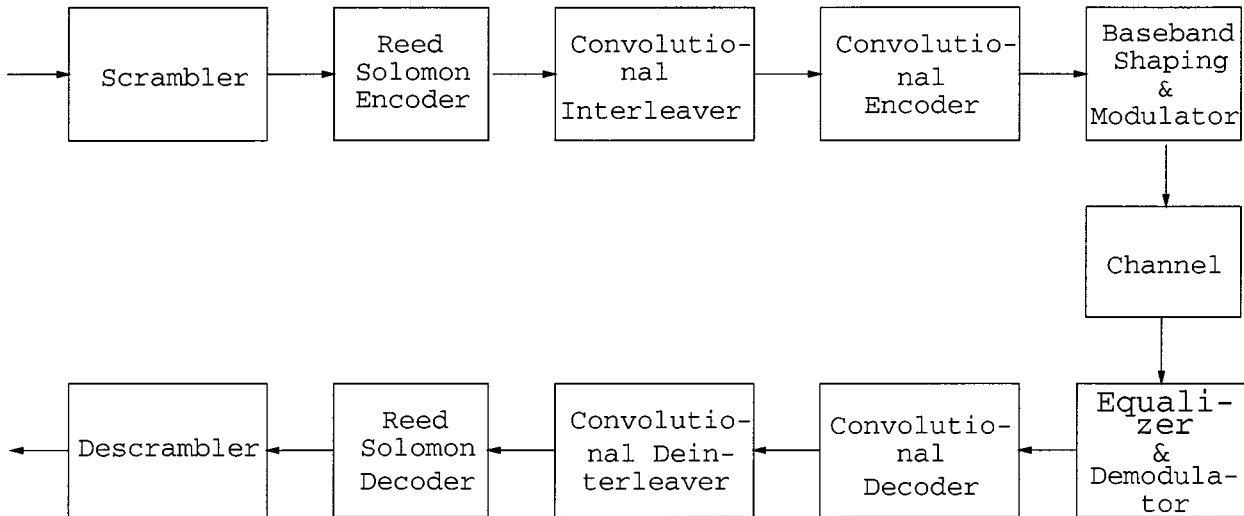 Scrambler
Reed
Solomon
Encoder
Convolutio-
nal
Interleaver
Convolutio-
nal
Encoder
Baseband
Shaping
&
Modulator
Channel
Descrambler
Reed
Solomon
Decoder
Convolutio-
nal Dein-
terleaver
Convolutio-
nal
Decoder
Equali-
zer
&
Demodula-
tor